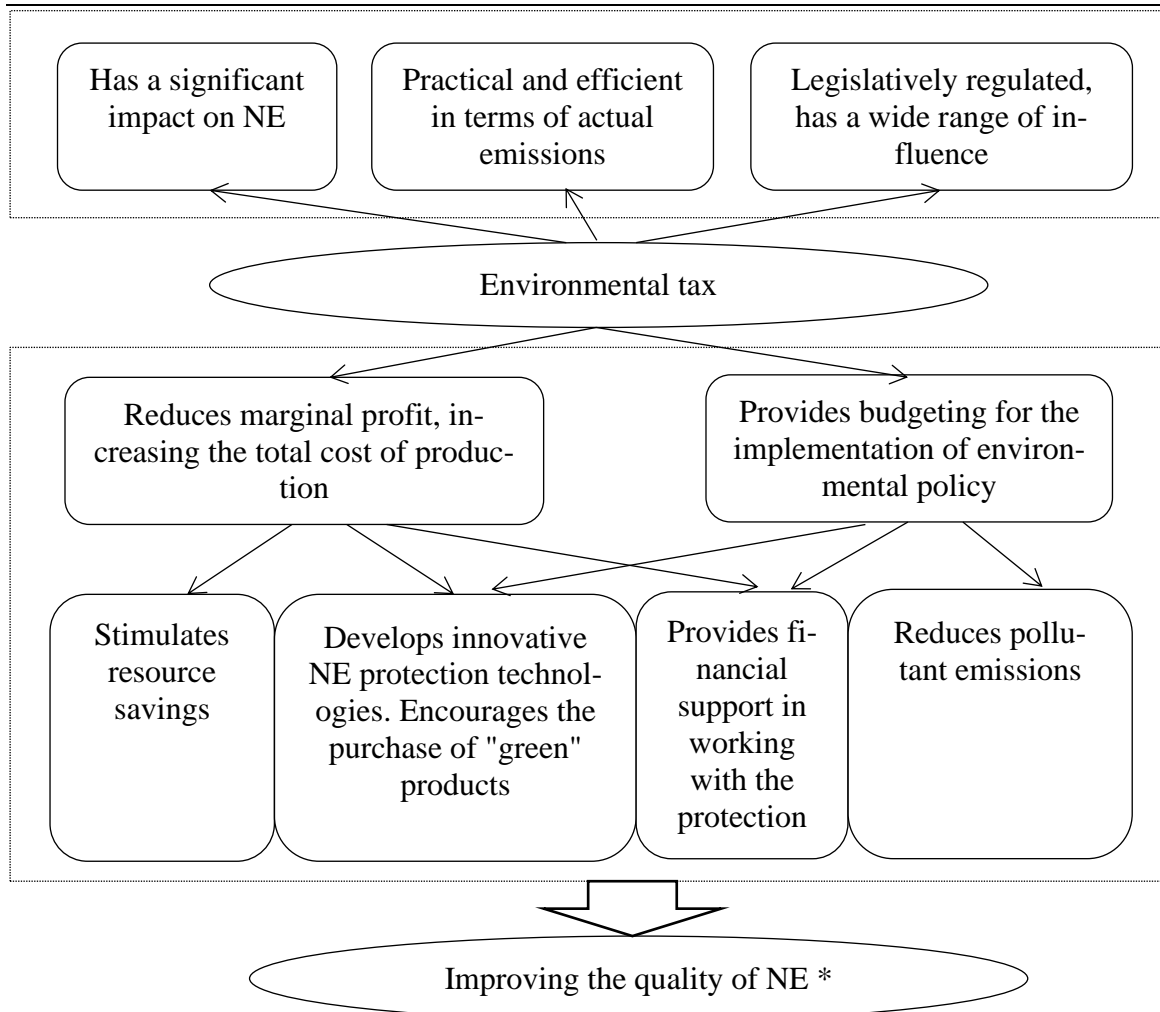 Has a significant
impact on NE
Practical and efficient
in terms of actual
emissions
Legislatively regulated,
has a wide range of in-
fluence
Environmental tax
Reduces marginal profit, in-
creasing the total cost of produc-
tion
Provides budgeting for the
implementation of environ-
mental policy
Stimulates
resource
savings
Develops innovative
NE protection technol-
ogies. Encourages the
purchase of "green"
products
Provides fi-
nancial
support in
working
with the
protection
Reduces pollu-
tant emissions
Improving the quality of NE *